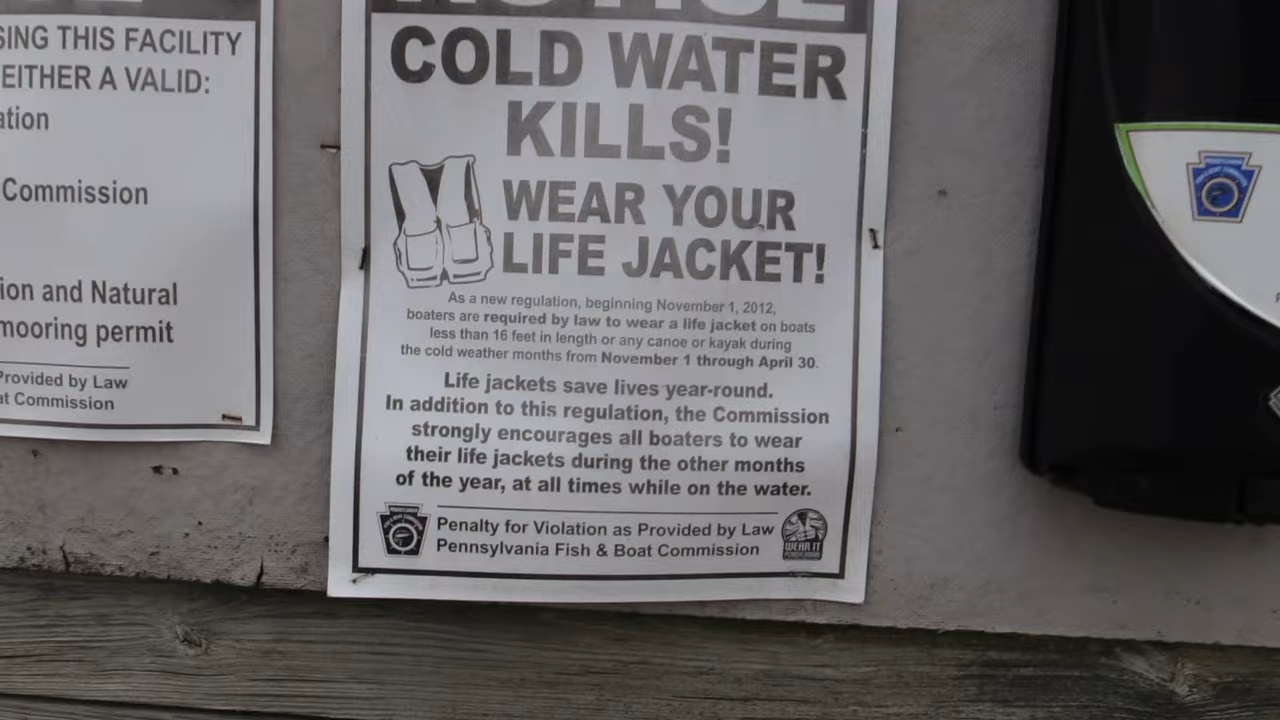 SING THIS FACILITY
EITHER A VALID:
ation
Commission
ion and Natural
mooring permit
Provided by Law
at Commission
NOTICE
COLD WATER
KILLS!
WEAR YOUR
LIFE JACKET!
As a new regulation, beginning November 1, 2012,
boaters are required by law to wear a life jacket on boats
less than 16 feet in length or any canoe or kayak during
the cold weather months from November 1 through April 30.
Life jackets save lives year-round.
In addition to this regulation, the Commission
strongly encourages all boaters to wear
their life jackets during the other months
of the year, at all times while on the water.
Penalty for Violation as Provided by Law
Pennsylvania Fish & Boat Commission
WEAR IT
PENNSYLVANIA
PENNSYLVANIA